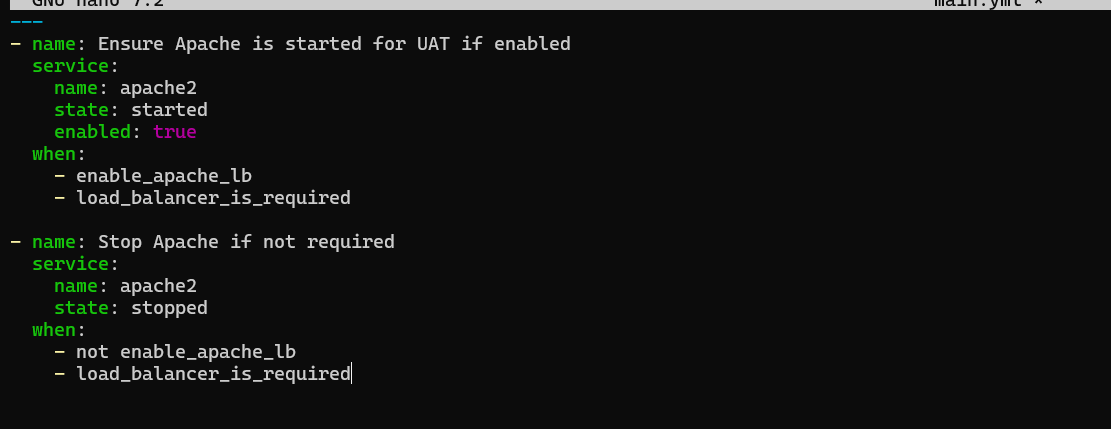 GNU nano 7.2 main.yml *
---
- name: Ensure Apache is started for UAT if enabled
  service:
    name: apache2
    state: started
    enabled: true
  when:
    - enable_apache_lb
    - load_balancer_is_required

- name: Stop Apache if not required
  service:
    name: apache2
    state: stopped
  when:
    - not enable_apache_lb
    - load_balancer_is_required